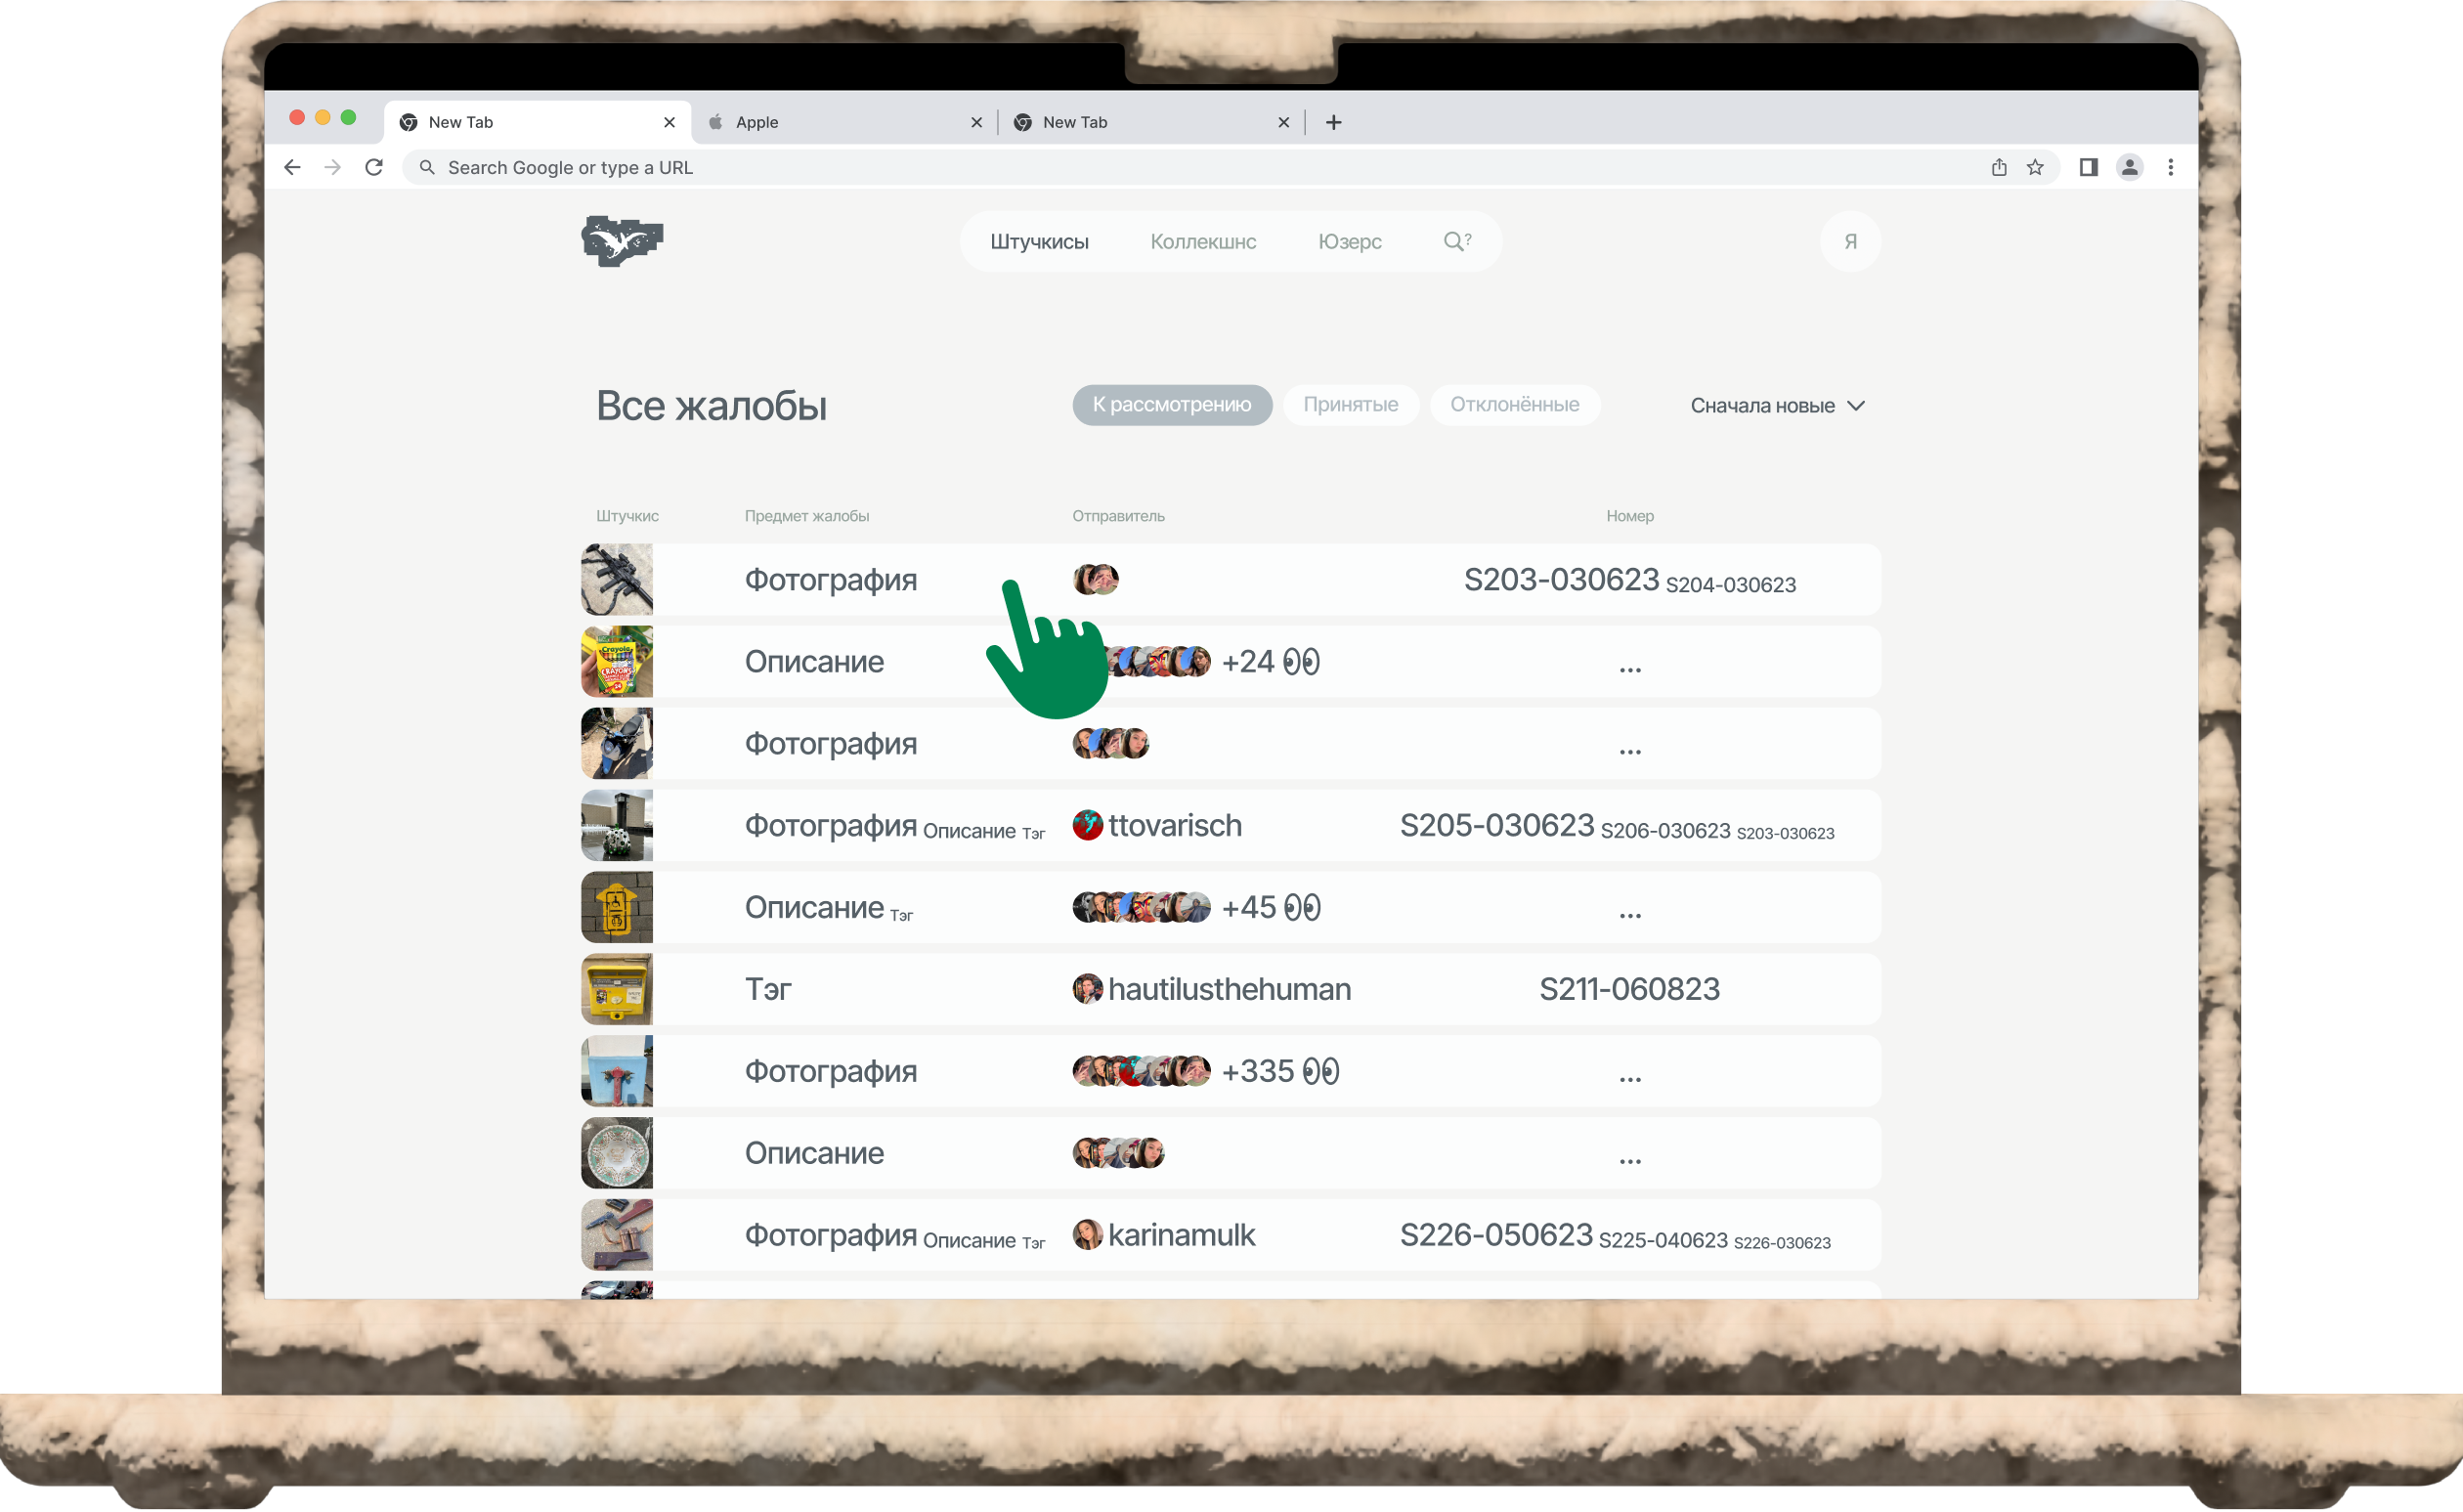 New Tab Apple New Tab
Search Google or type a URL
Штучкисы Коллекшнс Юзерс ? Я
Все жалобы К рассмотрению Принятые Отклонённые Сначала новые
Штучкис Предмет жалобы Отправитель Номер
Фотография S203-030623 S204-030623
Crayola
CRAYONS
24
Описание +24 ...
Фотография ...
Фотография Описание Тэг ttovarisch S205-030623 S206-030623 S203-030623
Описание Тэг +45 ...
Тэг hautilusthehuman S211-060823
Фотография +335 ...
Описание ...
Фотография Описание Тэг karinamulk S226-050623 S225-040623 S226-030623